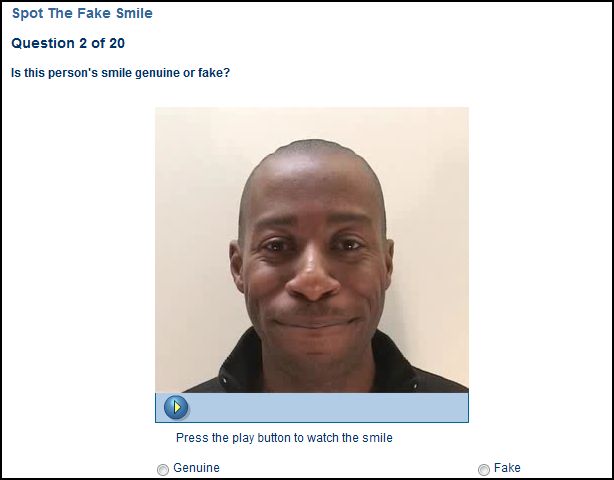 Spot The Fake Smile
Question 2 of 20
Is this person's smile genuine or fake?
Press the play button to watch the smile
Genuine
Fake